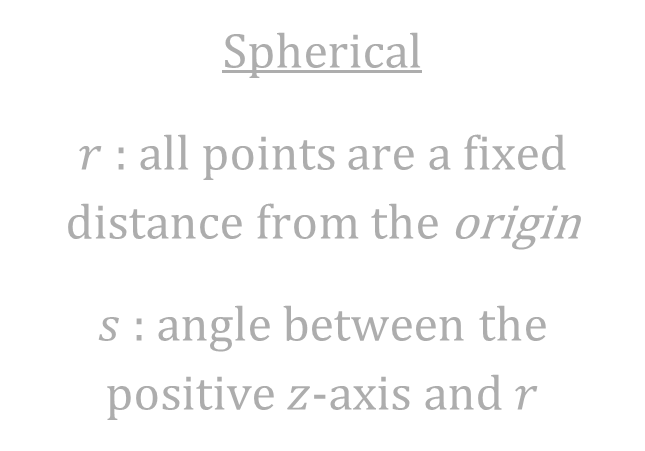 Spherical
r : all points are a fixed
distance from the origin
s : angle between the
positive z-axis and r